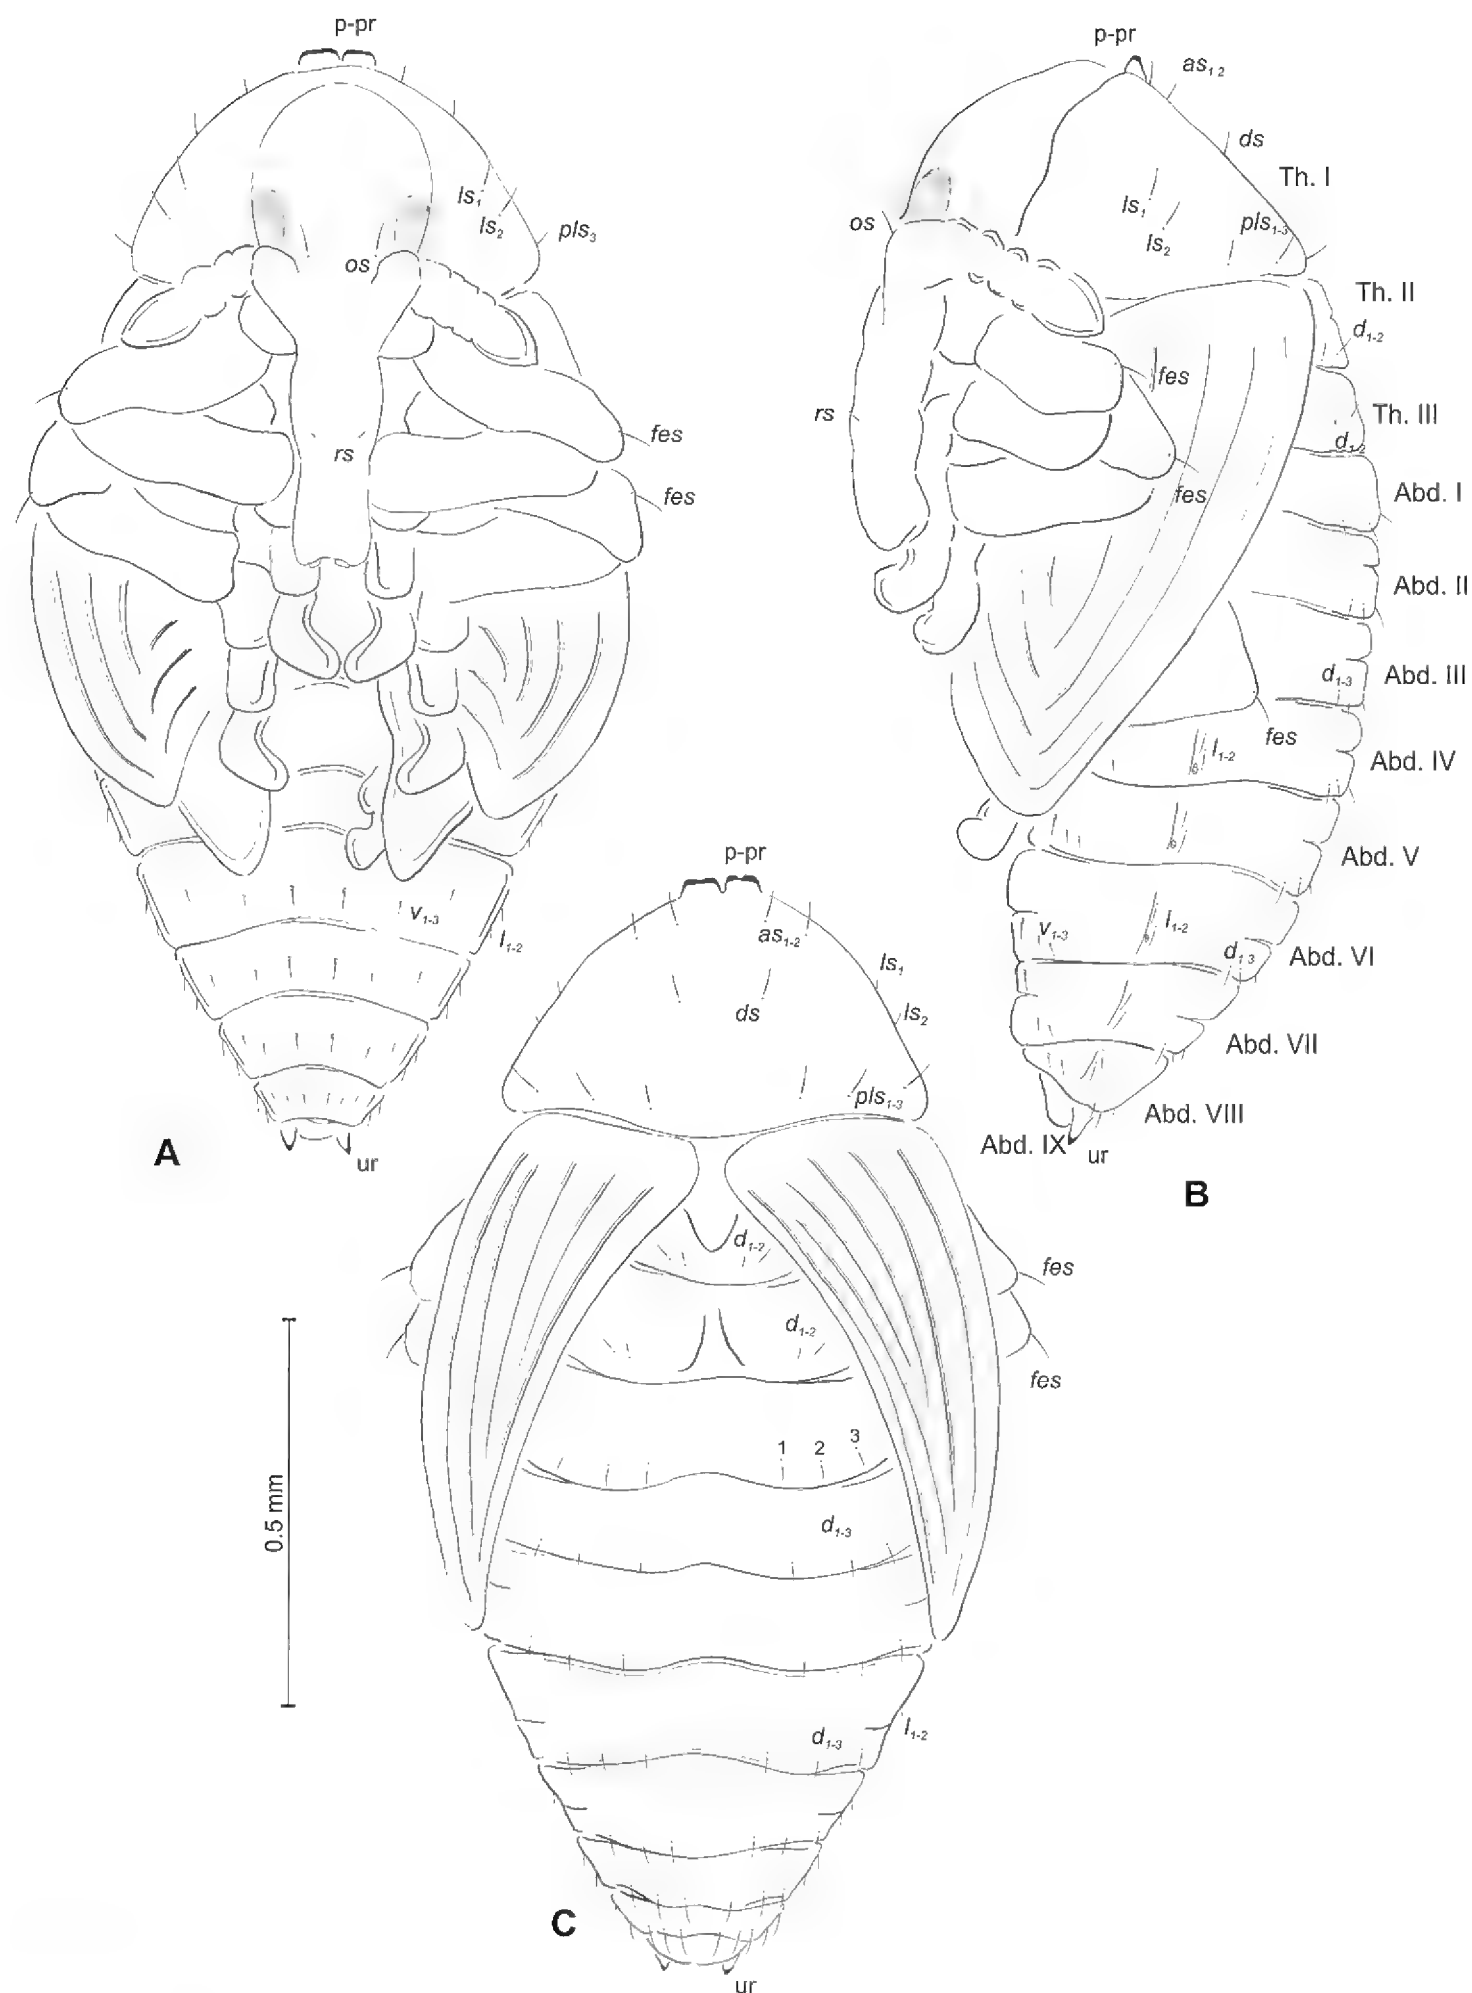 p-pr
ls₁
ls₂
pls₃
os
fes
rs
fes
v₁₋₃
l₁₋₂
ur
A
p-pr
as₁₂
ds
Th. I
ls₁
ls₂
pls₁₋₃
os
Th. II
d₁₋₂
fes
rs
Th. III
d₁₋₂
Abd. I
fes
Abd. II
d₁₋₃
Abd. III
fes
l₁₋₂
Abd. IV
Abd. V
v₁₋₃
l₁₋₂
d₁₃
Abd. VI
Abd. VII
Abd. VIII
Abd. IX
ur
B
p-pr
as₁₋₂
ls₁
ds
ls₂
pls₁₋₃
d₁₋₂
fes
d₁₋₂
fes
1 2 3
d₁₋₃
0.5 mm
d₁₋₃
l₁₋₂
C
ur